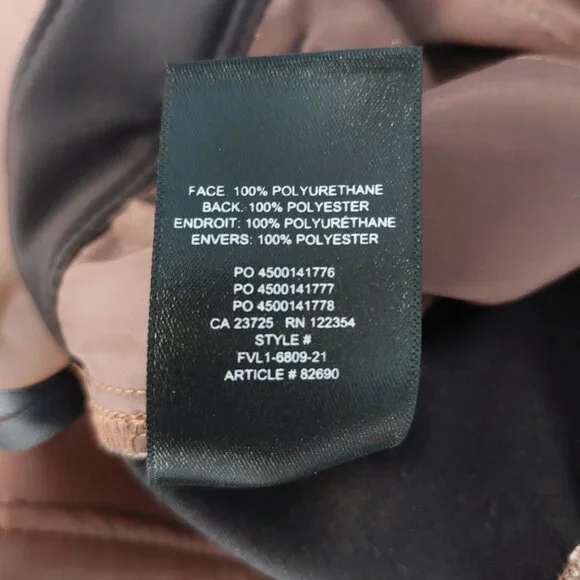 FACE: 100% POLYURETHANE
BACK: 100% POLYESTER
ENDROIT: 100% POLYURÉTHANE
ENVERS: 100% POLYESTER
PO 4500141776
PO 4500141777
PO 4500141778
CA 23725 RN 122354
STYLE #
FVL1-6809-21
ARTICLE # 82690